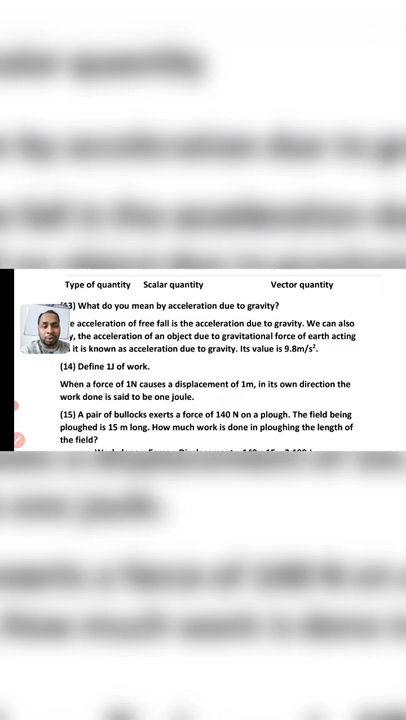 Type of quantity Scalar quantity Vector quantity
13) What do you mean by acceleration due to gravity?
e acceleration of free fall is the acceleration due to gravity. We can also
y, the acceleration of an object due to gravitational force of earth acting
it is known as acceleration due to gravity. Its value is 9.8m/s².
(14) Define 1J of work.
When a force of 1N causes a displacement of 1m, in its own direction the
work done is said to be one joule.
(15) A pair of bullocks exerts a force of 140 N on a plough. The field being
ploughed is 15 m long. How much work is done in ploughing the length of
the field?